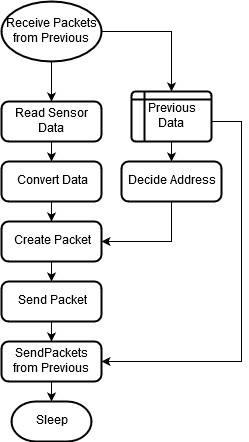 Receive Packets
from Previous
Read Sensor
Data
Previous
Data
Convert Data
Decide Address
Create Packet
Send Packet
SendPackets
from Previous
Sleep